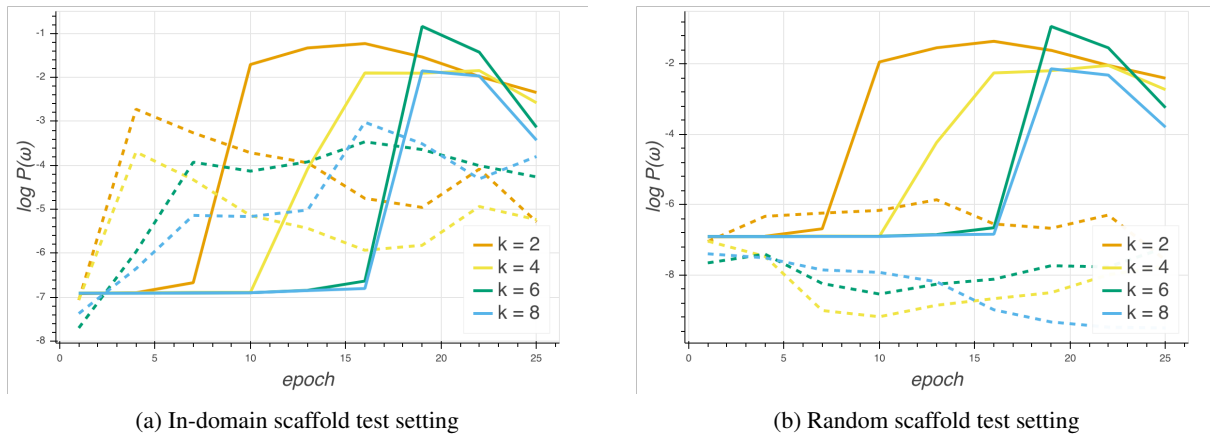 -1
-2
-3
-4
-5
-6
-7
-8
log P(ω)
k = 2
k = 4
k = 6
k = 8
0 5 10 15 20 25
epoch
(a) In-domain scaffold test setting
-2
-4
-6
-8
log P(ω)
k = 2
k = 4
k = 6
k = 8
0 5 10 15 20 25
epoch
(b) Random scaffold test setting